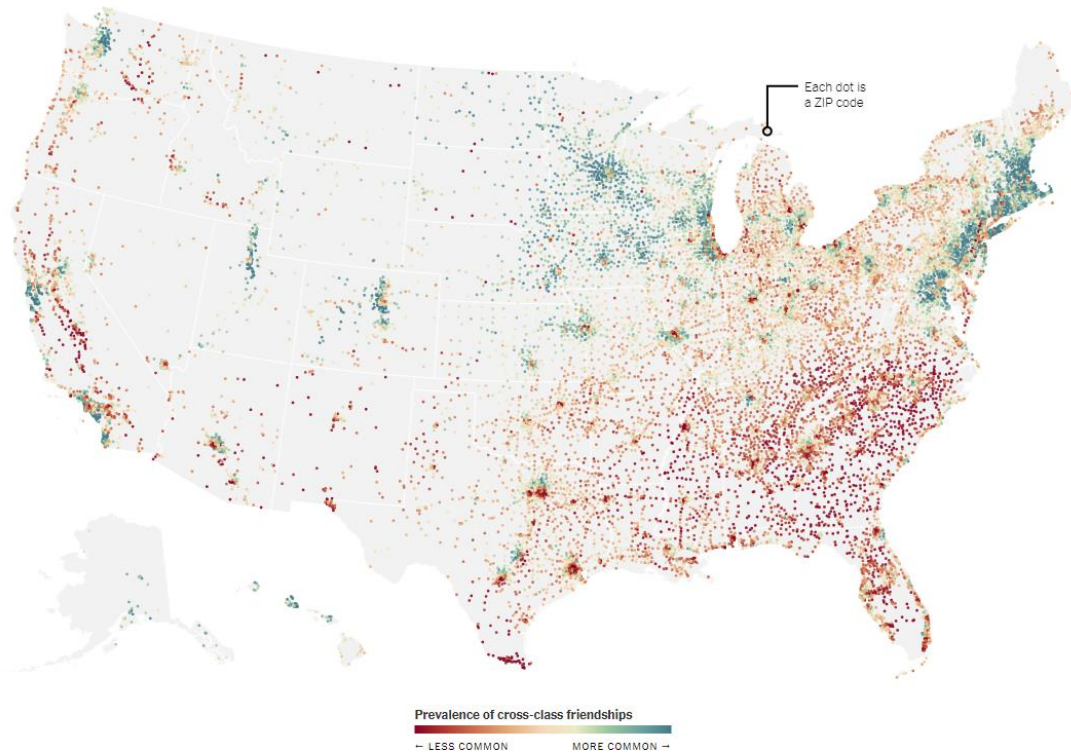 Each dot is
a ZIP code
Prevalence of cross-class friendships
← LESS COMMON MORE COMMON →